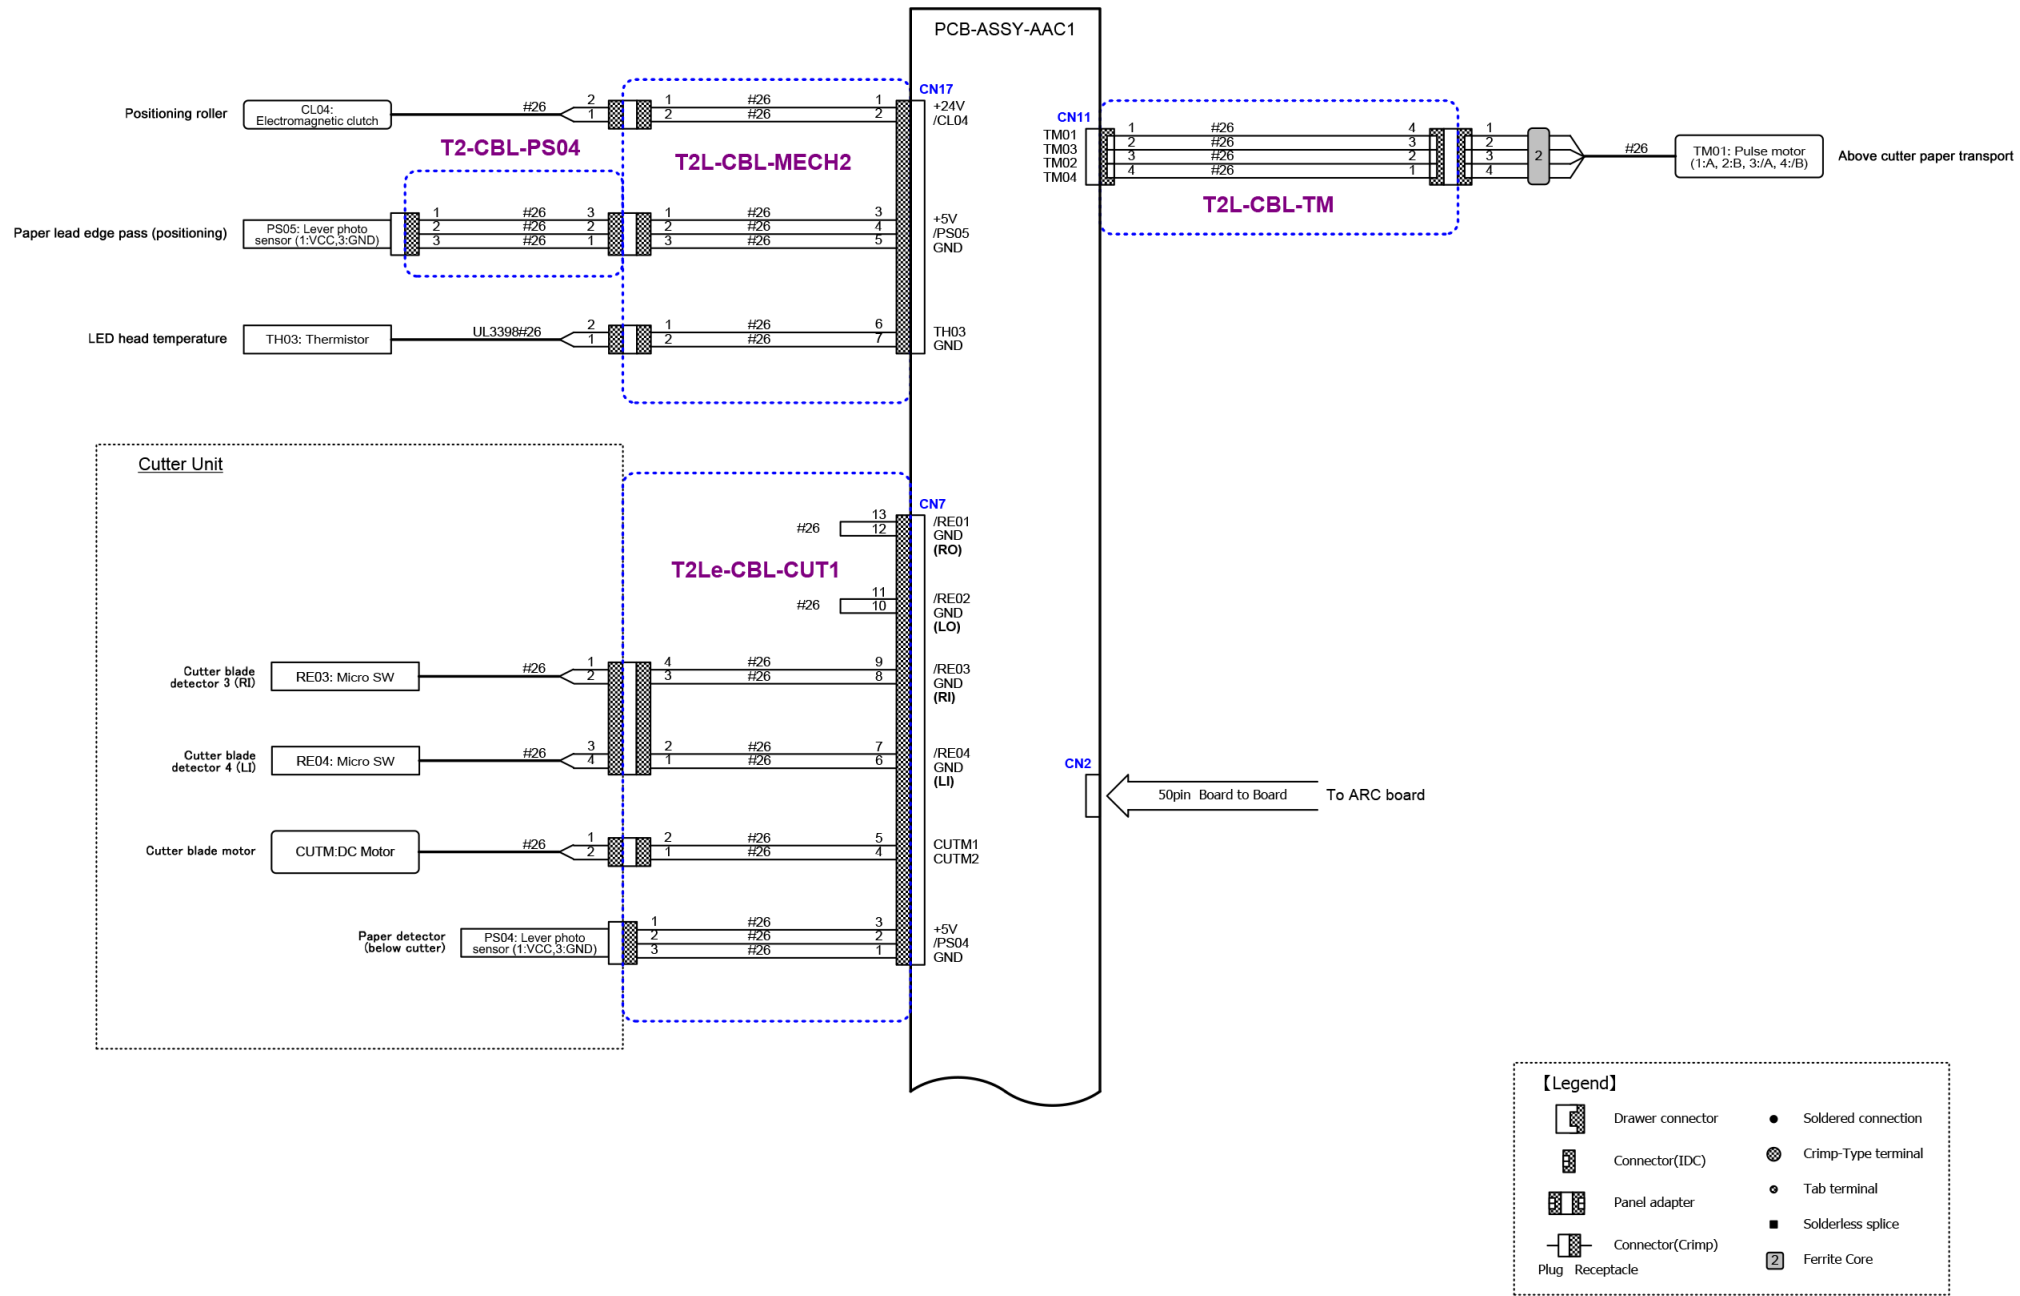 PCB-ASSY-AAC1
CN17
Positioning roller
CL04:
Electromagnetic clutch
#26
2
1
1
2
#26
#26
1
2
+24V
/CL04
T2-CBL-PS04
T2L-CBL-MECH2
Paper lead edge pass (positioning)
PS05: Lever photo
sensor (1:VCC,3:GND)
1
2
3
#26
#26
#26
3
2
1
1
2
3
#26
#26
#26
3
4
5
+5V
/PS05
GND
LED head temperature
TH03: Thermistor
UL3398#26
2
1
1
2
#26
#26
6
7
TH03
GND
CN11
TM01
TM03
TM02
TM04
1
2
3
4
#26
#26
#26
#26
4
3
2
1
1
2
3
4
2
#26
TM01: Pulse motor
(1:A, 2:B, 3:/A, 4:/B)
Above cutter paper transport
T2L-CBL-TM
Cutter Unit
CN7
#26
13
12
/RE01
GND
(RO)
T2Le-CBL-CUT1
#26
11
10
/RE02
GND
(LO)
Cutter blade
detector 3 (RI)
RE03: Micro SW
#26
1
2
4
3
#26
#26
9
8
/RE03
GND
(RI)
Cutter blade
detector 4 (LI)
RE04: Micro SW
#26
3
4
2
1
#26
#26
7
6
/RE04
GND
(LI)
CN2
50pin Board to Board
To ARC board
Cutter blade motor
CUTM:DC Motor
#26
1
2
2
1
#26
#26
5
4
CUTM1
CUTM2
Paper detector
(below cutter)
PS04: Lever photo
sensor (1:VCC,3:GND)
1
2
3
#26
#26
#26
3
2
1
+5V
/PS04
GND
【Legend】
Drawer connector
Connector(IDC)
Panel adapter
Connector(Crimp)
Plug Receptacle
Soldered connection
Crimp-Type terminal
Tab terminal
Solderless splice
2
Ferrite Core